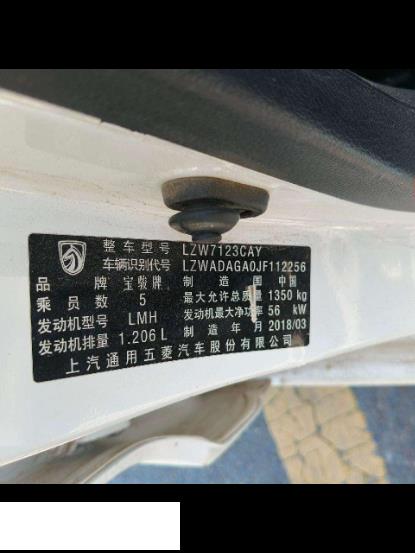 整车型号 LZW7123CAY
车辆识别代号 LZWADAGA0JF112256
品牌 宝骏牌 制造国 中国
乘员数 5 最大允许总质量 1350 kg
发动机型号 LMH 发动机最大净功率 56 kW
发动机排量 1.206 L 制造年月 2018/03
上汽通用五菱汽车股份有限公司